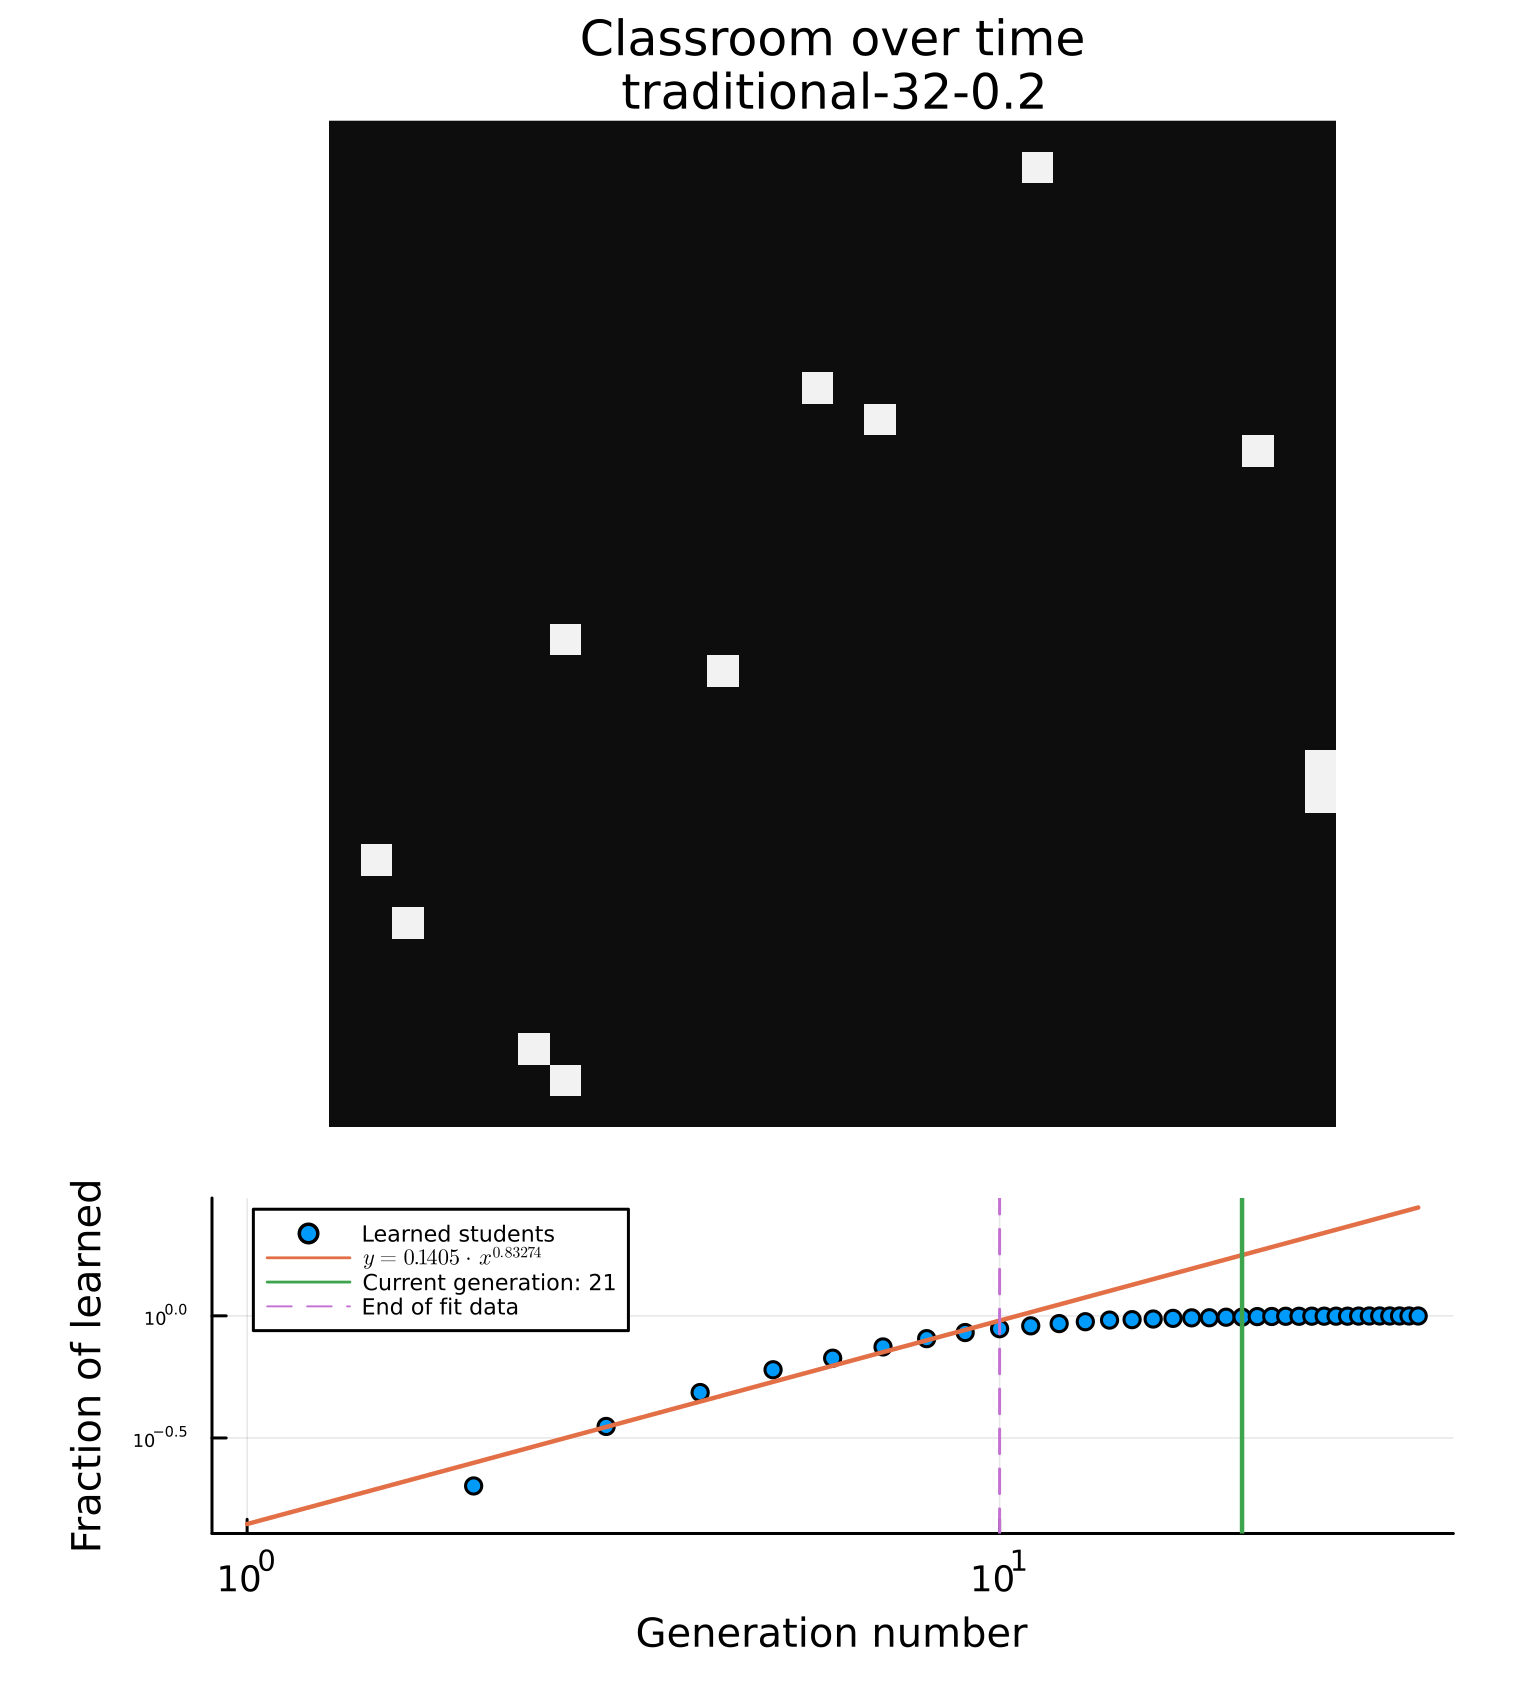 Classroom over time
traditional-32-0.2
Fraction of learned
Learned students
y = 0.1405 · x^0.83274
Current generation: 21
End of fit data
10^0.0
10^−0.5
10^0
10^1
Generation number